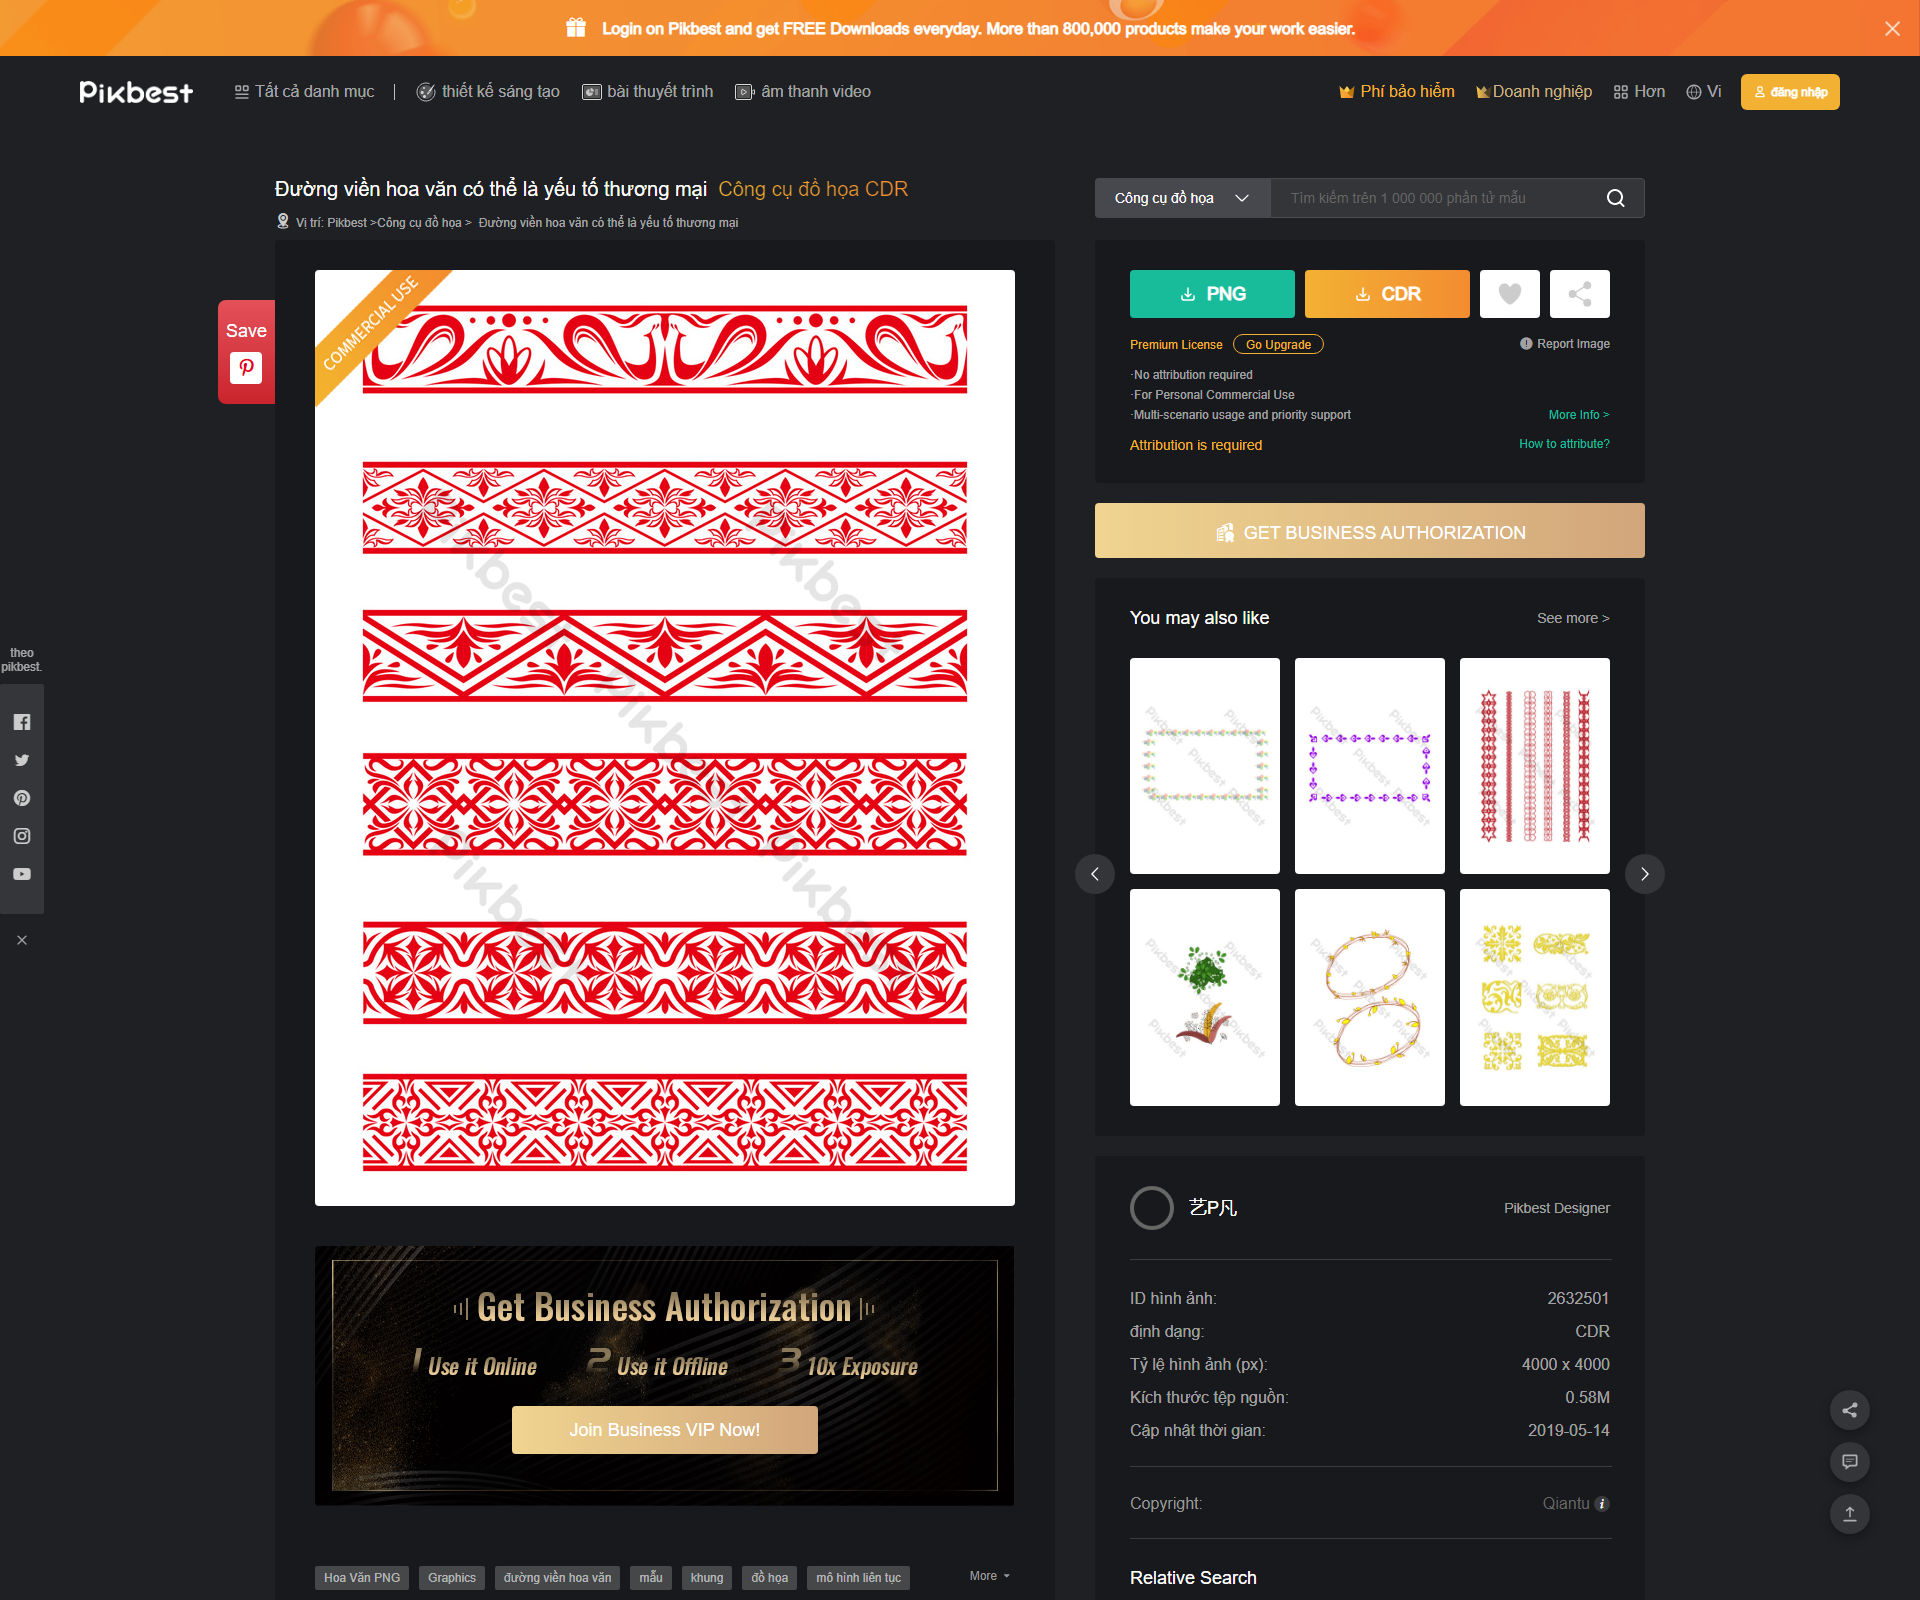 Login on Pikbest and get FREE Downloads everyday. More than 800,000 products make your work easier.
Pikbest
Tất cả danh mục | thiết kế sáng tạo bài thuyết trình âm thanh video
Phí bảo hiểm Doanh nghiệp Hơn Vi đăng nhập
Đường viền hoa văn có thể là yếu tố thương mại Công cụ đồ họa CDR
Vị trí: Pikbest >Công cụ đồ họa > Đường viền hoa văn có thể là yếu tố thương mại
Công cụ đồ họa
Tìm kiếm trên 1 000 000 phần tử mẫu
COMMERCIAL USE
Save
PNG
CDR
Premium License Go Upgrade
Report Image
·No attribution required
·For Personal Commercial Use
·Multi-scenario usage and priority support
More Info >
Attribution is required
How to attribute?
GET BUSINESS AUTHORIZATION
You may also like
See more >
theo
pikbest.
Pikbest
Pikbest
Pikbest
Pikbest
Pikbest
艺P凡
Pikbest Designer
ID hình ảnh: 2632501
định dạng: CDR
Tỷ lệ hình ảnh (px): 4000 x 4000
Kích thước tệp nguồn: 0.58M
Cập nhật thời gian: 2019-05-14
Copyright: Qiantu
Relative Search
Get Business Authorization
1 Use it Online 2 Use it Offline 3 10x Exposure
Join Business VIP Now!
Hoa Văn PNG Graphics đường viền hoa văn mẫu khung đồ họa mô hình liên tục
More